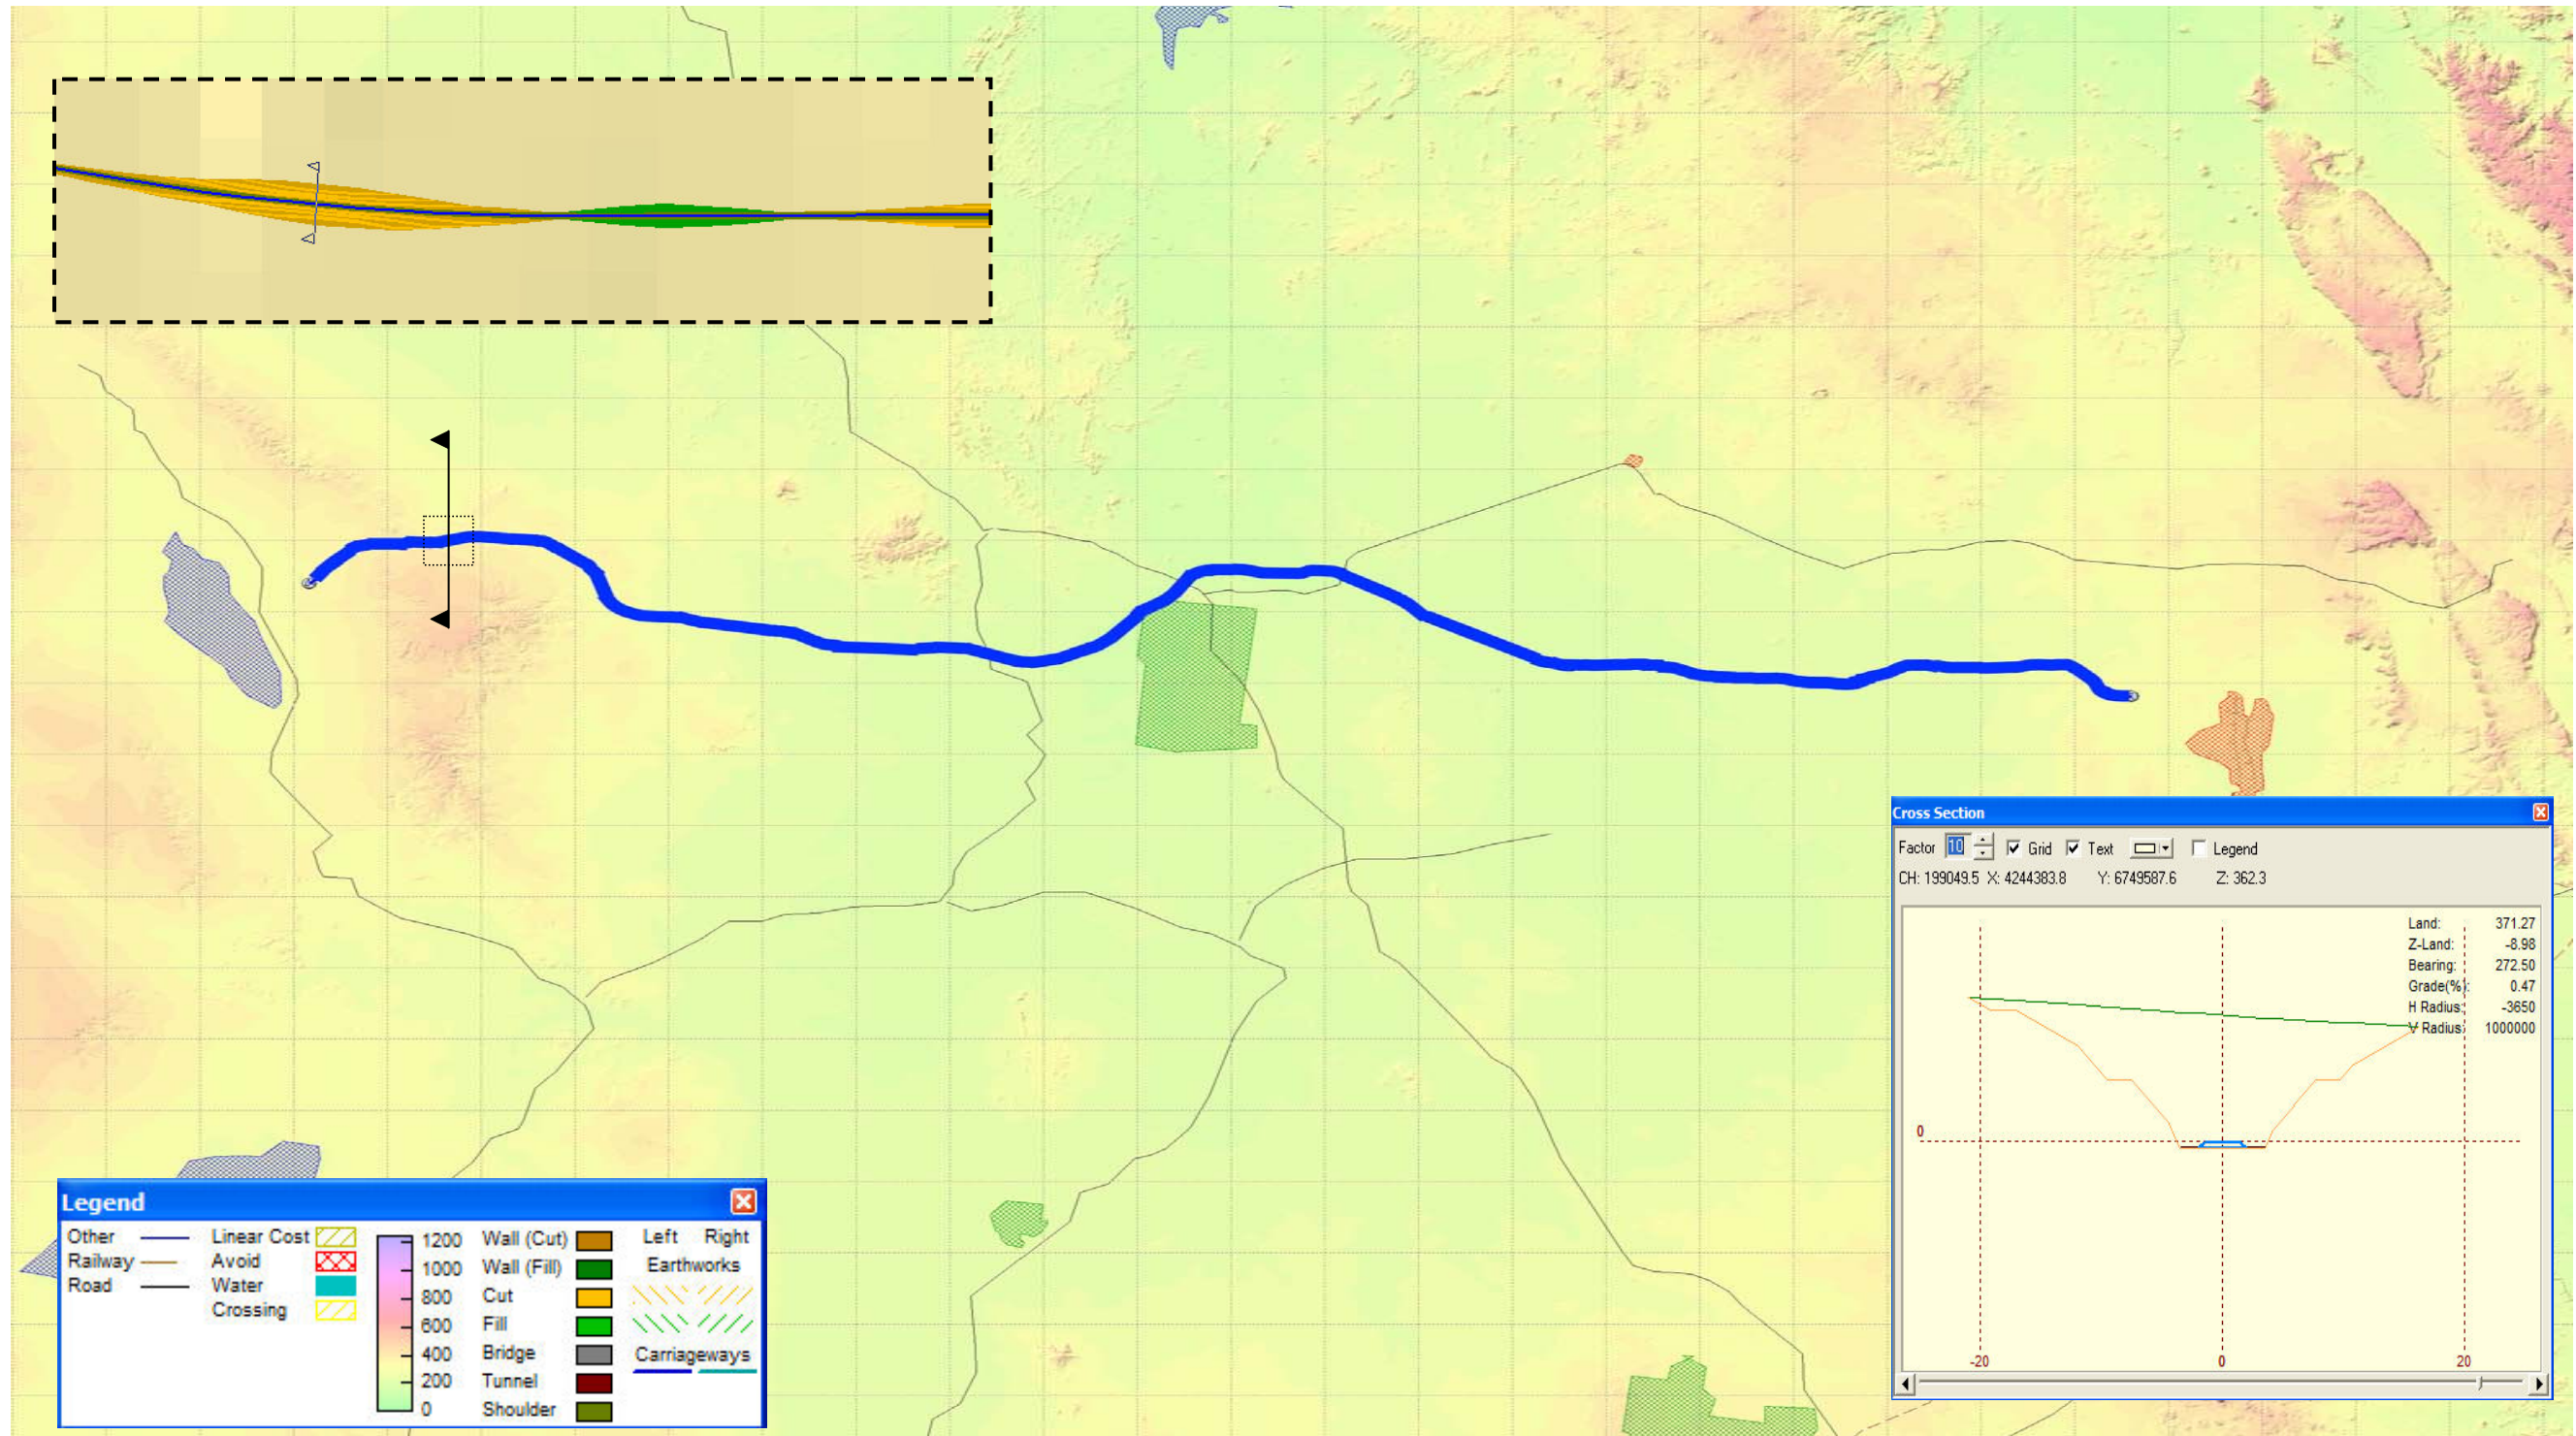 Cross Section
Factor 10 Grid Text Legend
CH: 199049.5 X: 4244383.8 Y: 6749587.6 Z: 362.3
Land: 371.27
Z-Land: -8.98
Bearing: 272.50
Grade(%): 0.47
H Radius: -3650
V Radius: 1000000
0
-20 0 20
Legend
Other Linear Cost 1200 Wall (Cut) Left Right
Railway Avoid 1000 Wall (Fill) Earthworks
Road Water 800 Cut
Crossing 600 Fill
400 Bridge Carriageways
200 Tunnel
0 Shoulder